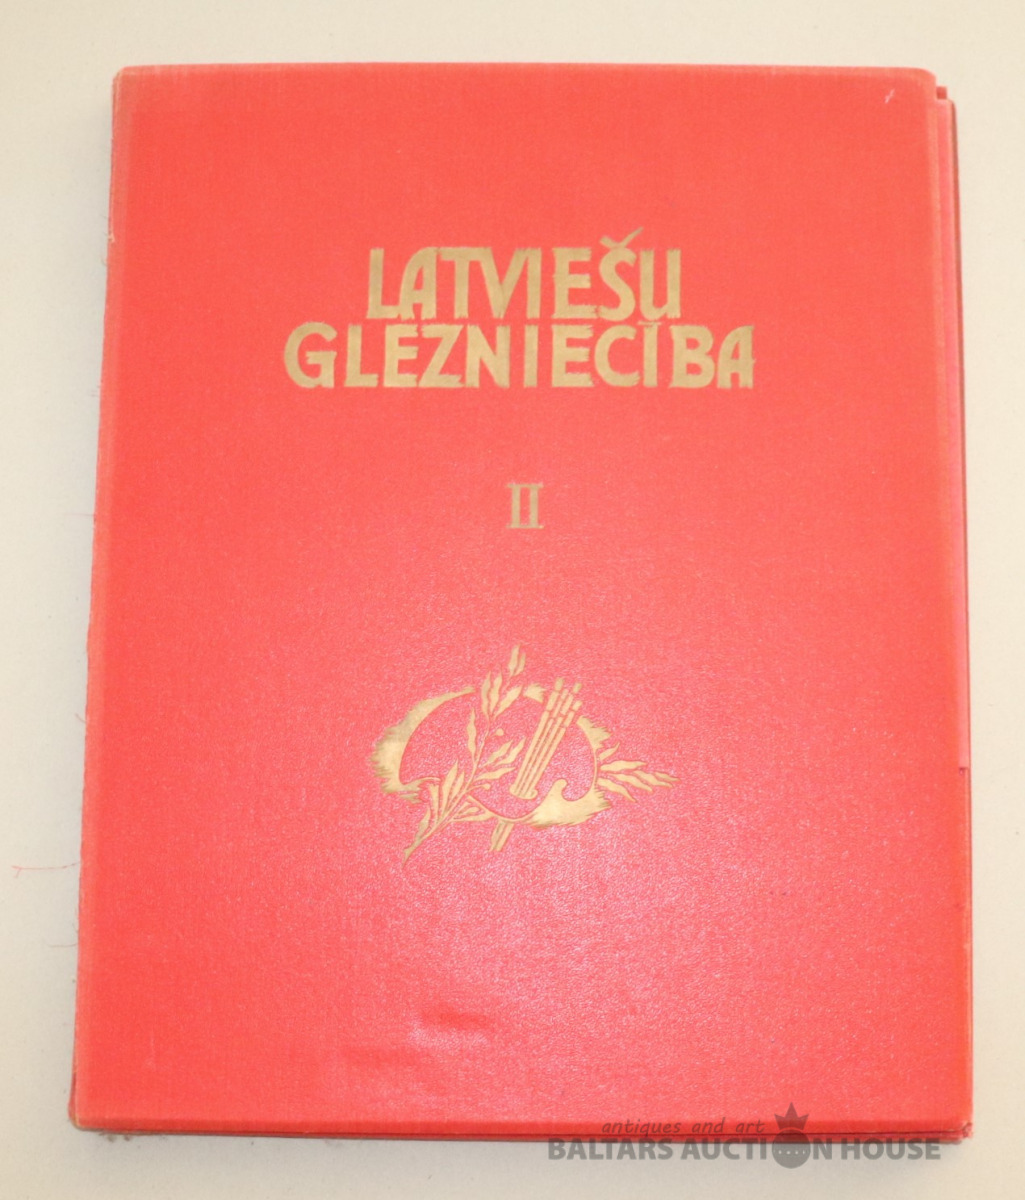 LATVIEŠU
GLEZNIECĪBA
II
antiques and art
BALTARS AUCTION HOUSE